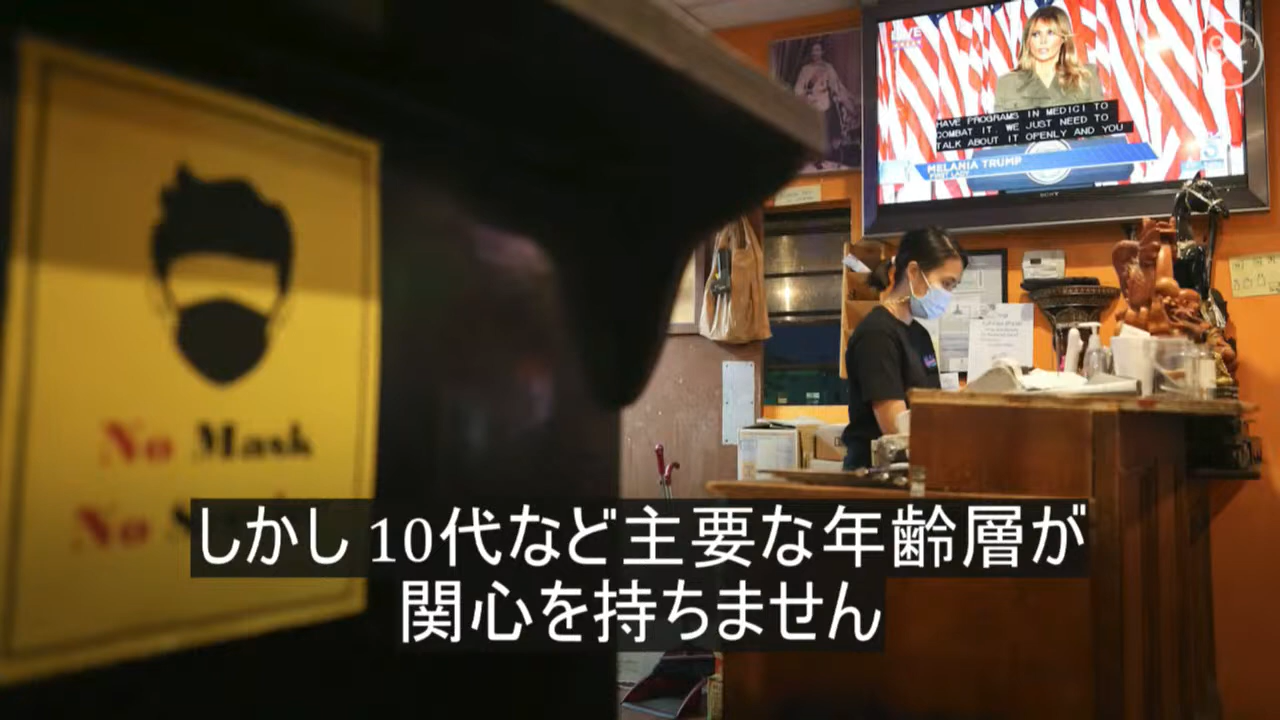 LIVE
HAVE PROGRAMS IN MEDICI TO
COMBAT IT. WE JUST NEED TO
TALK ABOUT IT OPENLY AND YOU
MELANIA TRUMP
FIRST LADY
SONY
No Mask
No
しかし 10代など主要な年齢層が
関心を持ちません